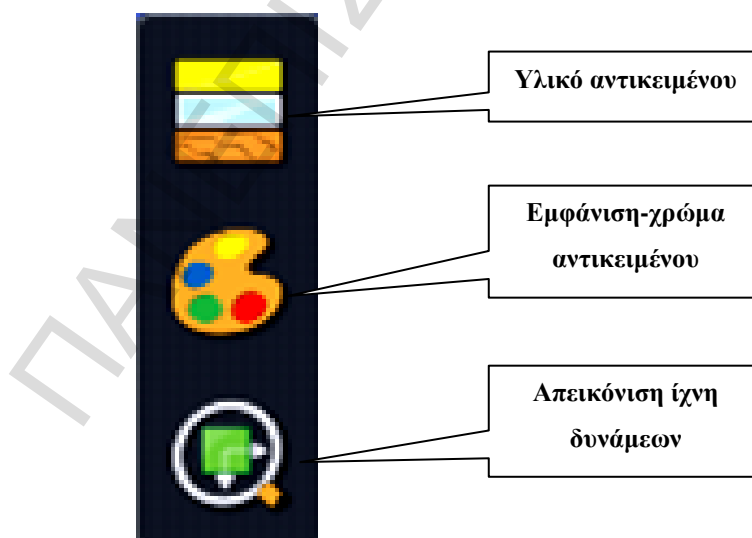 Υλικό αντικειμένου
Εμφάνιση-χρώμα
αντικειμένου
Απεικόνιση ίχνη
δυνάμεων